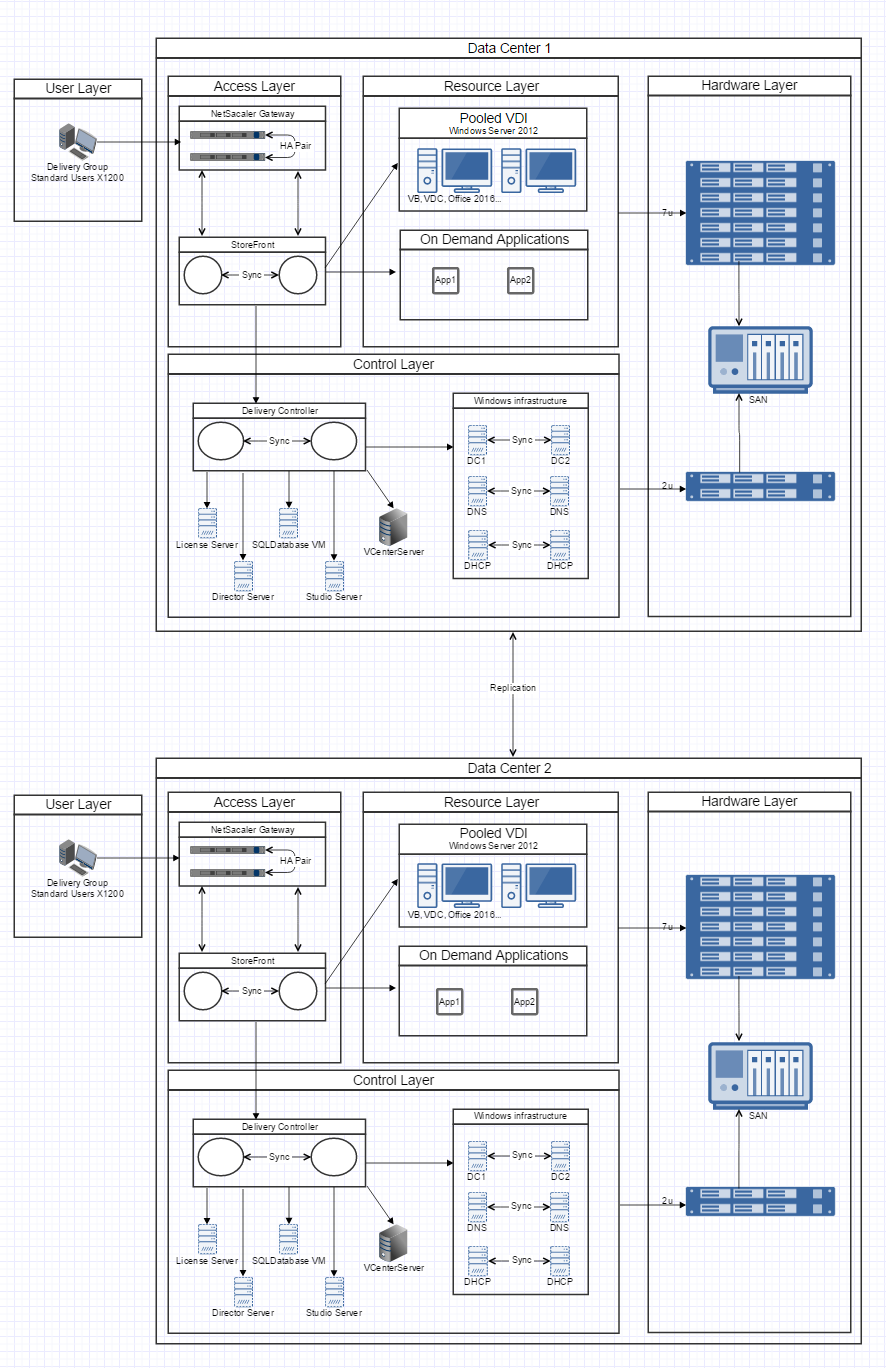 Data Center 1
User Layer
Delivery Group
Standard Users X1200
Access Layer
NetSacaler Gateway
HA Pair
StoreFront
Sync
Resource Layer
Pooled VDI
Windows Server 2012
VB, VDC, Office 2016...
On Demand Applications
App1
App2
Hardware Layer
7u
SAN
2u
Control Layer
Delivery Controller
Sync
License Server
SQLDatabase VM
VCenterServer
Director Server
Studio Server
Windows infrastructure
Sync
DC1
DC2
Sync
DNS
DNS
Sync
DHCP
DHCP
Replication
Data Center 2
User Layer
Delivery Group
Standard Users X1200
Access Layer
NetSacaler Gateway
HA Pair
StoreFront
Sync
Resource Layer
Pooled VDI
Windows Server 2012
VB, VDC, Office 2016...
On Demand Applications
App1
App2
Hardware Layer
7u
SAN
2u
Control Layer
Delivery Controller
Sync
License Server
SQLDatabase VM
VCenterServer
Director Server
Studio Server
Windows infrastructure
Sync
DC1
DC2
Sync
DNS
DNS
Sync
DHCP
DHCP